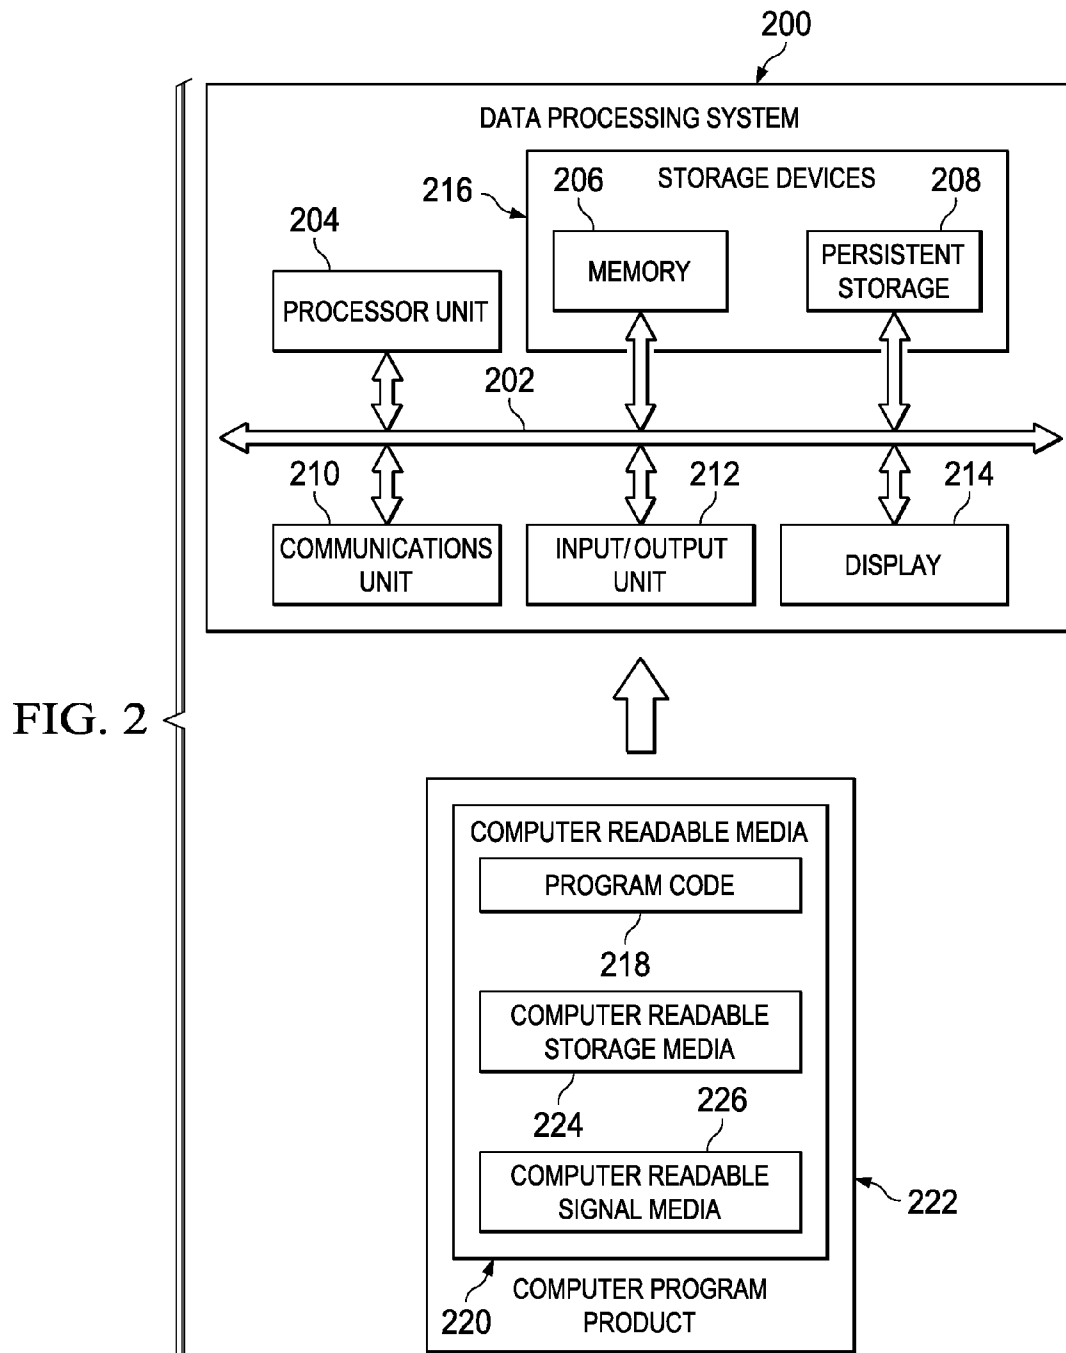 200
DATA PROCESSING SYSTEM
216
206
STORAGE DEVICES
208
204
MEMORY
PERSISTENT
STORAGE
PROCESSOR UNIT
202
210
212
214
COMMUNICATIONS
UNIT
INPUT/OUTPUT
UNIT
DISPLAY
FIG. 2
COMPUTER READABLE MEDIA
PROGRAM CODE
218
COMPUTER READABLE
STORAGE MEDIA
224
226
COMPUTER READABLE
SIGNAL MEDIA
222
220
COMPUTER PROGRAM
PRODUCT